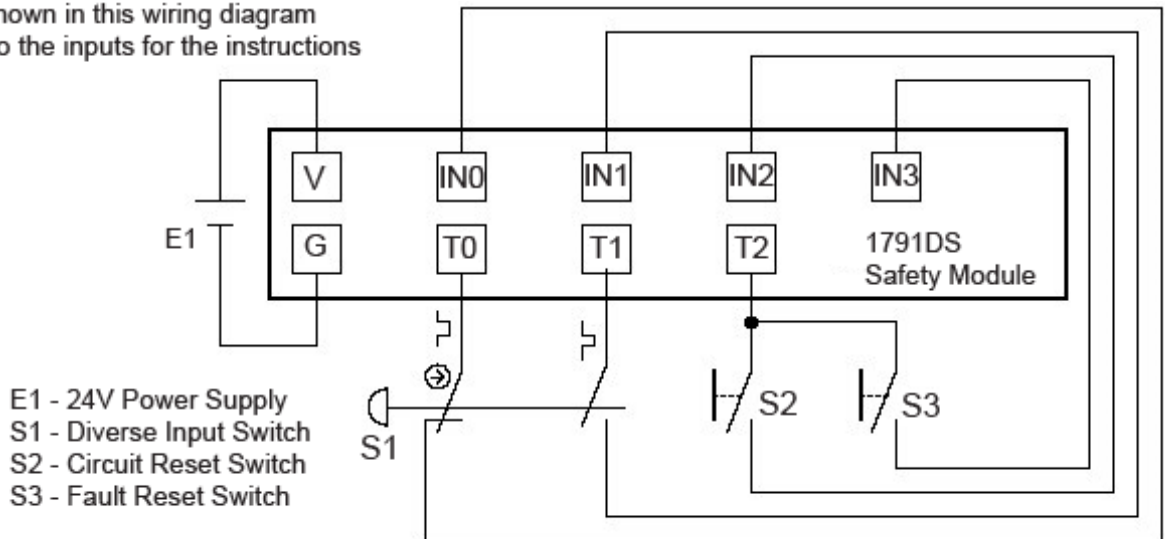 hown in this wiring diagram
o the inputs for the instructions
V
IN0
IN1
IN2
IN3
E1
G
T0
T1
T2
1791DS
Safety Module
E1 - 24V Power Supply
S1 - Diverse Input Switch
S2 - Circuit Reset Switch
S3 - Fault Reset Switch
S1
S2
S3